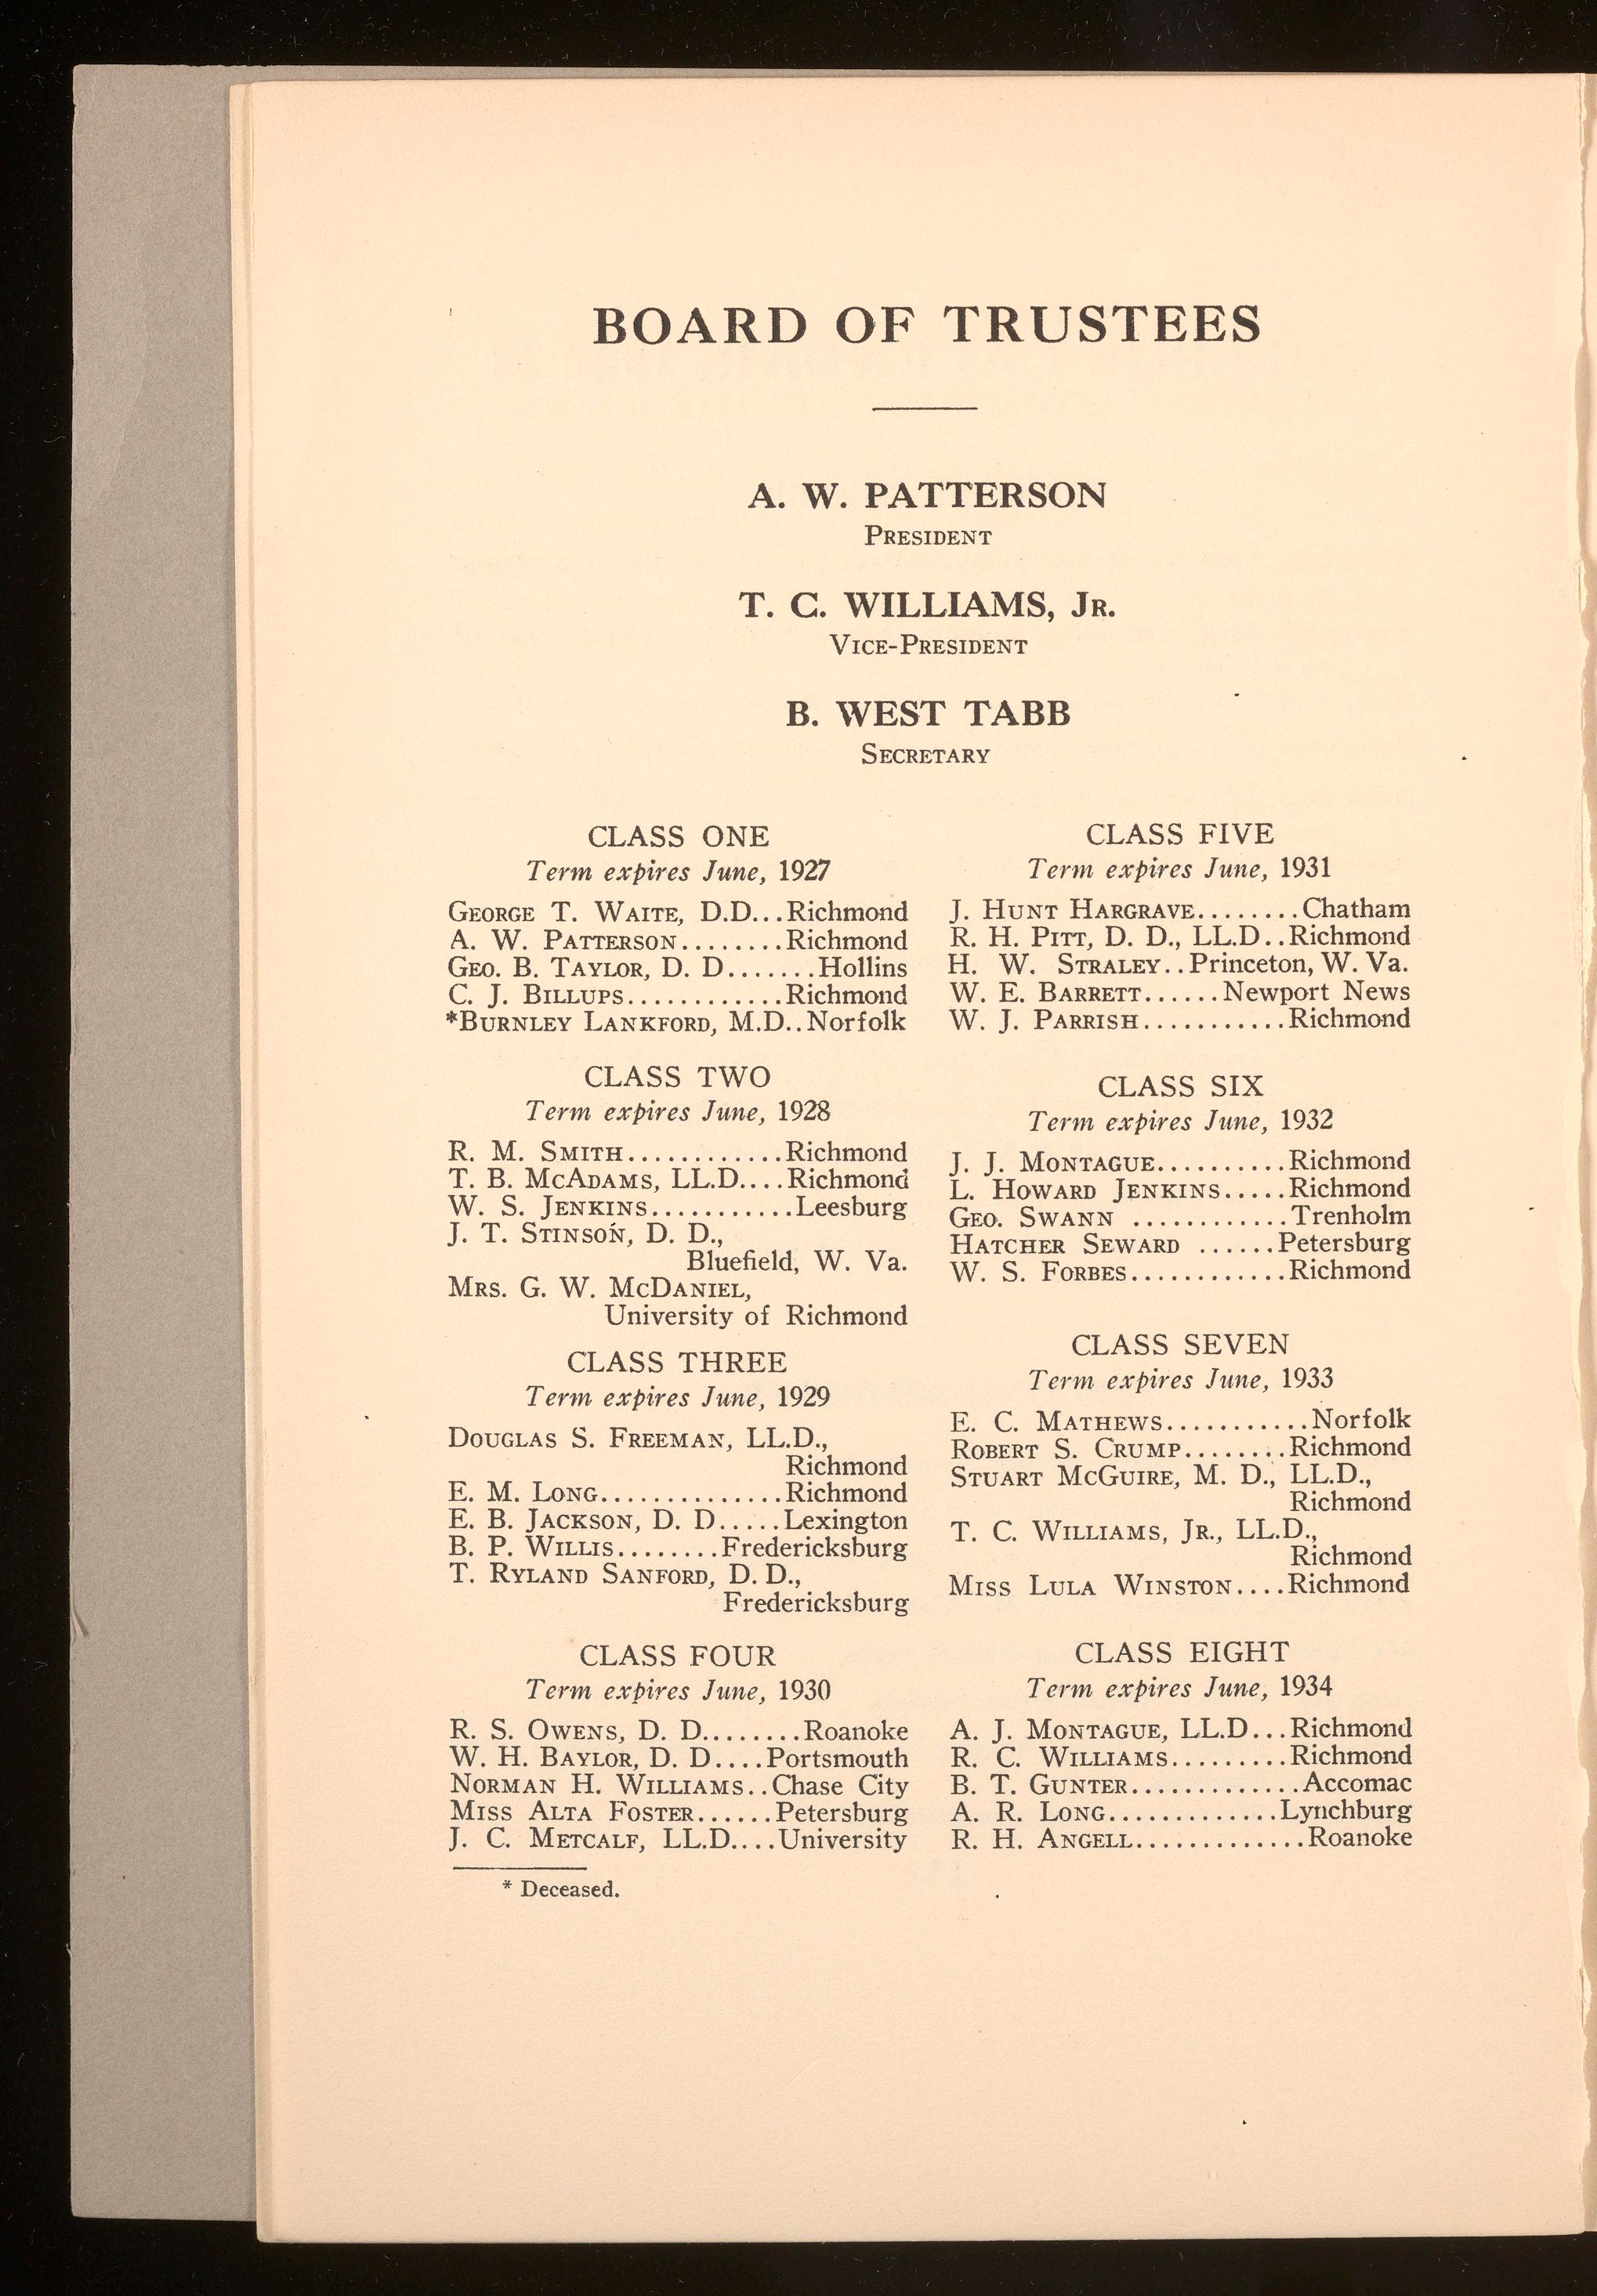 BOARD OF TRUSTEES
A. W. PATTERSON
PRESIDENT
T. C. WILLIAMS, JR.
VICE-PRESIDENT
B. WEST TABB
SECRETARY
CLASS ONE
Term expires June, 1927
GEORGE T. WAITE, D.D...Richmond
A. W. PATTERSON........Richmond
GEO. B. TAYLOR, D. D.......Hollins
C. J. BILLUPS............Richmond
*BURNLEY LANKFORD, M.D..Norfolk
CLASS TWO
Term expires June, 1928
R. M. SMITH............Richmond
T. B. MCADAMS, LL.D....Richmond
W. S. JENKINS...........Leesburg
J. T. STINSON, D. D.,
Bluefield, W. Va.
MRS. G. W. MCDANIEL,
University of Richmond
CLASS THREE
Term expires June, 1929
DOUGLAS S. FREEMAN, LL.D.,
Richmond
E. M. LONG..............Richmond
E. B. JACKSON, D. D.....Lexington
B. P. WILLIS........Fredericksburg
T. RYLAND SANFORD, D. D.,
Fredericksburg
CLASS FOUR
Term expires June, 1930
R. S. OWENS, D. D........Roanoke
W. H. BAYLOR, D. D....Portsmouth
NORMAN H. WILLIAMS..Chase City
MISS ALTA FOSTER......Petersburg
J. C. METCALF, LL.D....University
* Deceased.
CLASS FIVE
Term expires June, 1931
J. HUNT HARGRAVE........Chatham
R. H. PITT, D. D., LL.D..Richmond
H. W. STRALEY..Princeton, W. Va.
W. E. BARRETT......Newport News
W. J. PARRISH...........Richmond
CLASS SIX
Term expires June, 1932
J. J. MONTAGUE..........Richmond
L. HOWARD JENKINS.....Richmond
GEO. SWANN ............Trenholm
HATCHER SEWARD ......Petersburg
W. S. FORBES............Richmond
CLASS SEVEN
Term expires June, 1933
E. C. MATHEWS...........Norfolk
ROBERT S. CRUMP........Richmond
STUART MCGUIRE, M. D., LL.D.,
Richmond
T. C. WILLIAMS, JR., LL.D.,
Richmond
MISS LULA WINSTON....Richmond
CLASS EIGHT
Term expires June, 1934
A. J. MONTAGUE, LL.D...Richmond
R. C. WILLIAMS.........Richmond
B. T. GUNTER.............Accomac
A. R. LONG.............Lynchburg
R. H. ANGELL.............Roanoke